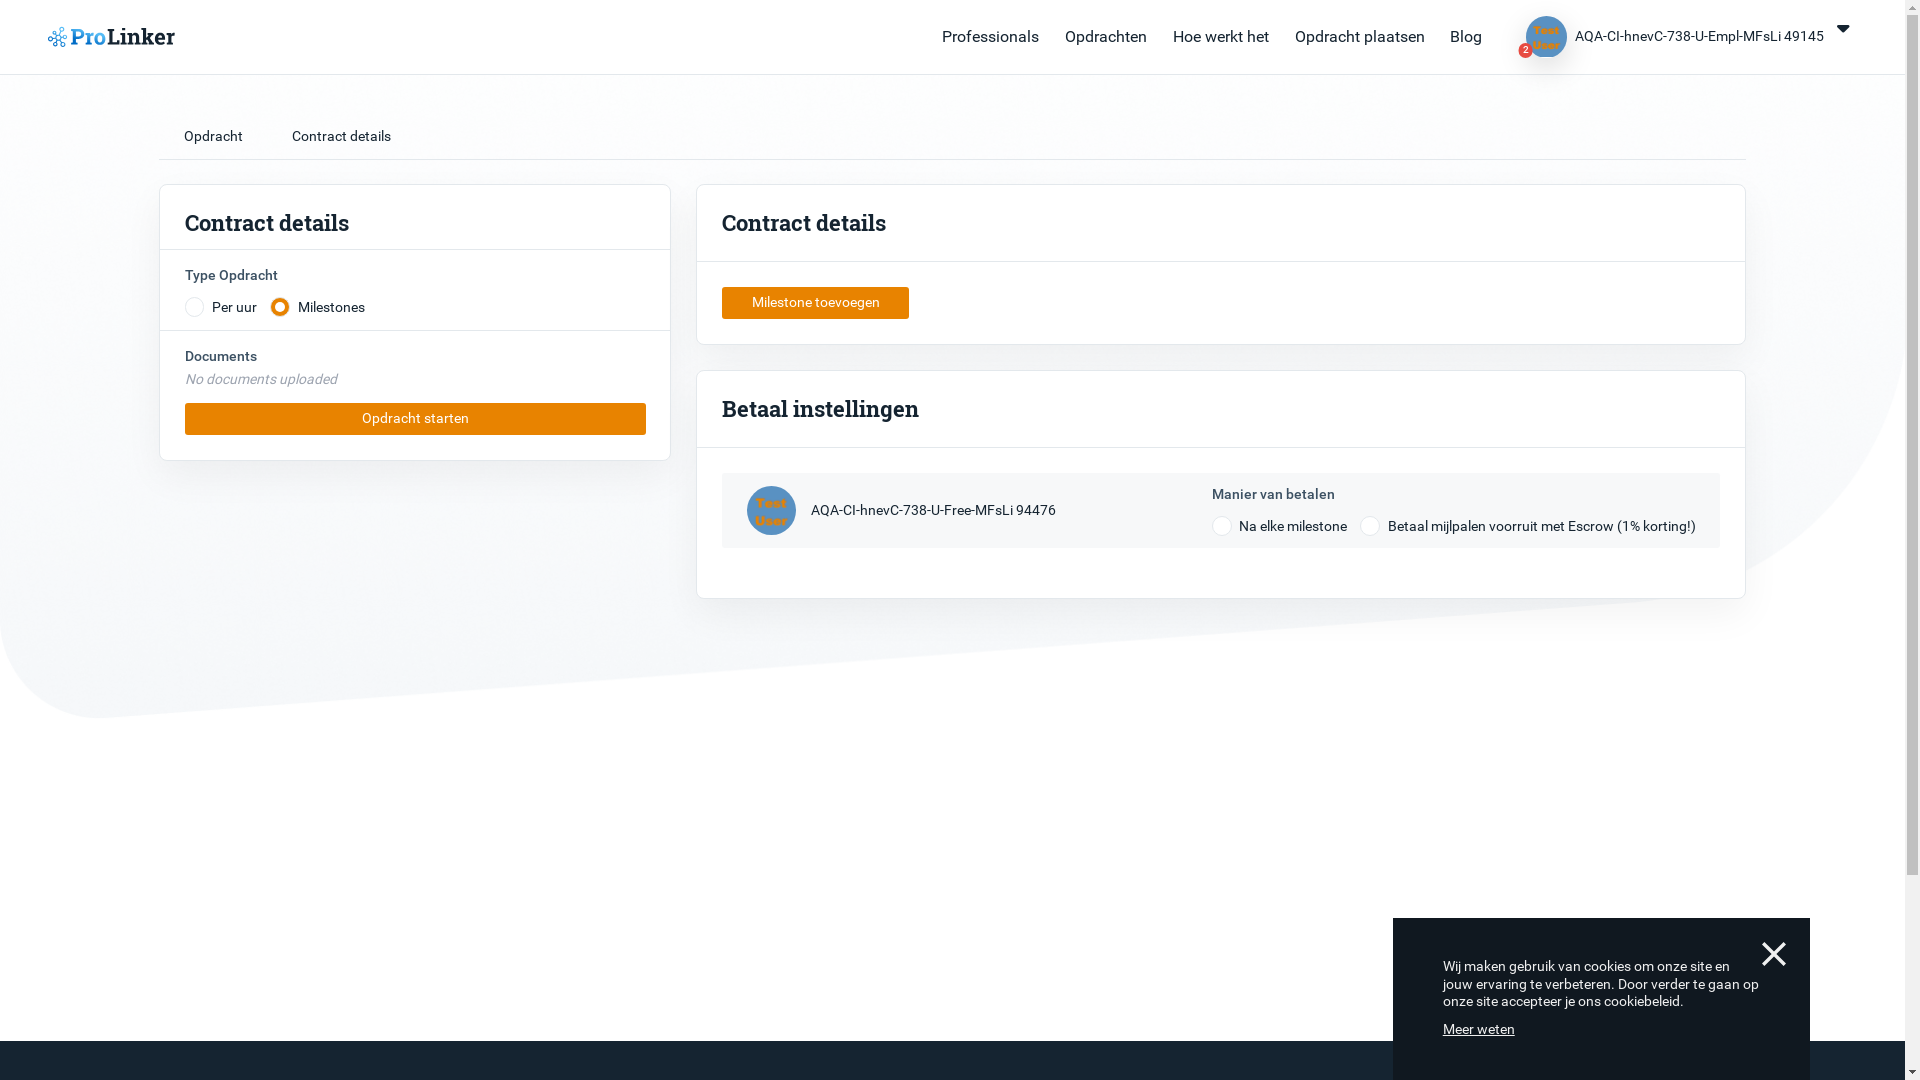 ProLinker
Professionals
Opdrachten
Hoe werkt het
Opdracht plaatsen
Blog
Test
User
2
AQA-CI-hnevC-738-U-Empl-MFsLi 49145
Opdracht
Contract details
Contract details
Type Opdracht
Per uur
Milestones
Documents
No documents uploaded
Opdracht starten
Contract details
Milestone toevoegen
Betaal instellingen
Test
User
AQA-CI-hnevC-738-U-Free-MFsLi 94476
Manier van betalen
Na elke milestone
Betaal mijlpalen voorruit met Escrow (1% korting!)
Wij maken gebruik van cookies om onze site en
jouw ervaring te verbeteren. Door verder te gaan op
onze site accepteer je ons cookiebeleid.
Meer weten